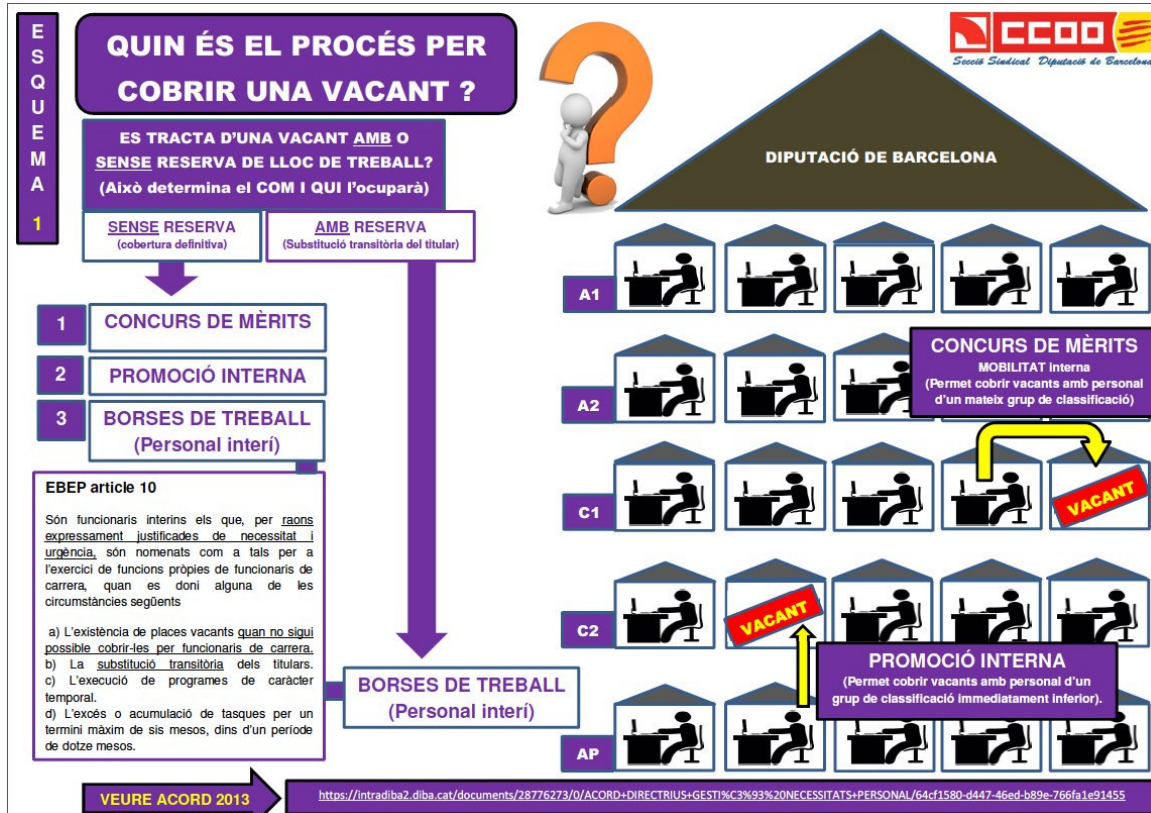 ESQUEMA 1
QUIN ÉS EL PROCÉS PER
COBRIR UNA VACANT ?
ES TRACTA D'UNA VACANT AMB O
SENSE RESERVA DE LLOC DE TREBALL?
(Això determina el COM I QUI l'ocuparà)
SENSE RESERVA
(cobertura definitiva)
AMB RESERVA
(Substitució transitòria del titular)
1
CONCURS DE MÈRITS
2
PROMOCIÓ INTERNA
3
BORSES DE TREBALL
(Personal interí)
EBEP article 10
Són funcionaris interins els que, per raons
expressament justificades de necessitat i
urgència, són nomenats com a tals per a
l'exercici de funcions pròpies de funcionaris de
carrera, quan es doni alguna de les
circumstàncies següents
a) L'existència de places vacants quan no sigui
possible cobrir-les per funcionaris de carrera.
b) La substitució transitòria dels titulars.
c) L'execució de programes de caràcter
temporal.
d) L'excés o acumulació de tasques per un
termini màxim de sis mesos, dins d'un període
de dotze mesos.
BORSES DE TREBALL
(Personal interí)
CCOO
Secció Sindical Diputació de Barcelona
DIPUTACIÓ DE BARCELONA
A1
A2
CONCURS DE MÈRITS
MOBILITAT interna
(Permet cobrir vacants amb personal
d'un mateix grup de classificació)
C1
VACANT
C2
VACANT
PROMOCIÓ INTERNA
(Permet cobrir vacants amb personal d'un
grup de classificació immediatament inferior).
AP
VEURE ACORD 2013
https://intradiba2.diba.cat/documents/28776273/0/ACORD+DIRECTRIUS+GESTI%C3%93%20NECESSITATS+PERSONAL/64cf1580-d447-46ed-b89e-766fa1e91455